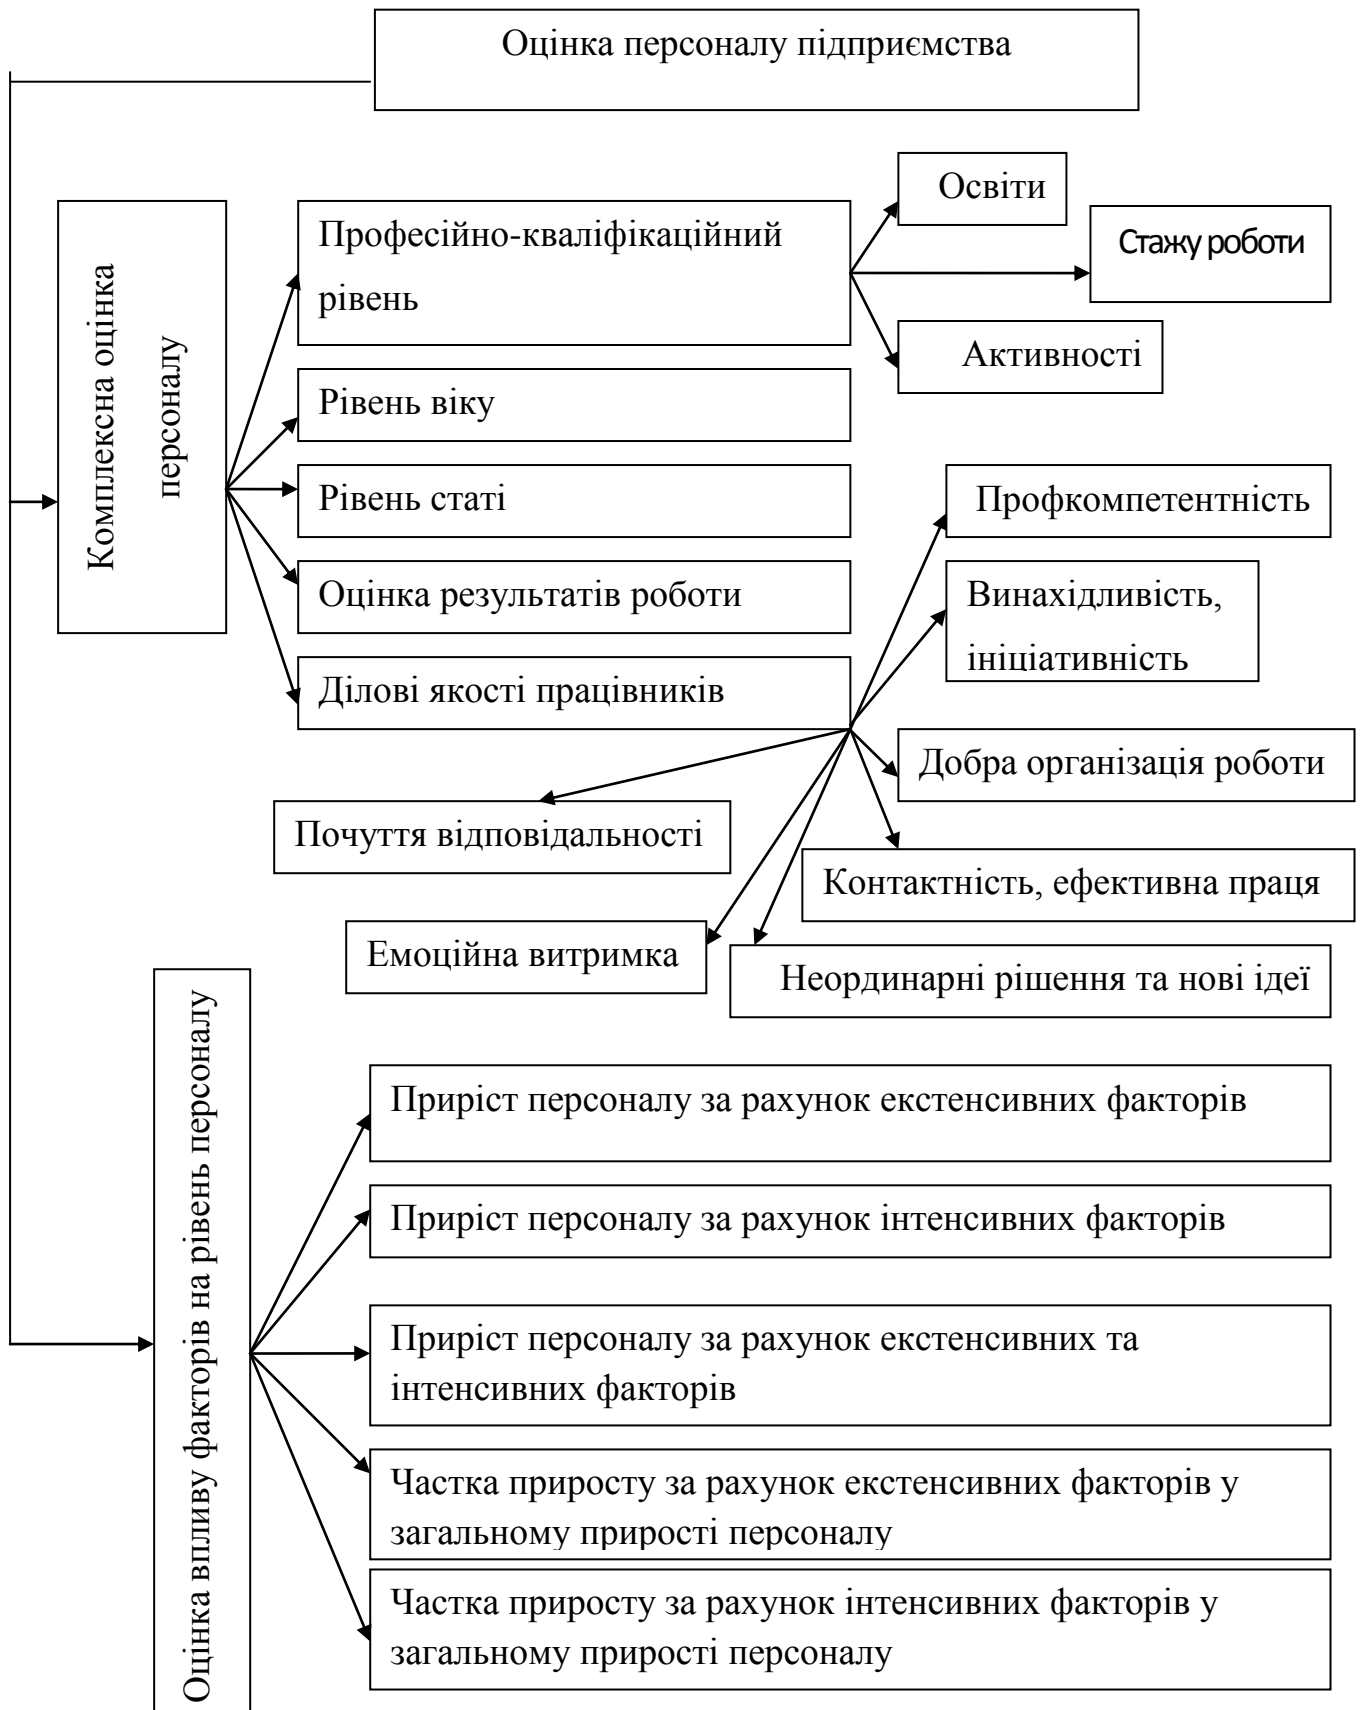 Оцінка персоналу підприємства
Комплексна оцінка
персоналу
Професійно-кваліфікаційний
рівень
Освіти
Стажу роботи
Активності
Рівень віку
Рівень статі
Оцінка результатів роботи
Ділові якості працівників
Профкомпетентність
Винахідливість,
ініціативність
Добра організація роботи
Почуття відповідальності
Контактність, ефективна праця
Емоційна витримка
Неординарні рішення та нові ідеї
Оцінка впливу факторів на рівень персоналу
Приріст персоналу за рахунок екстенсивних факторів
Приріст персоналу за рахунок інтенсивних факторів
Приріст персоналу за рахунок екстенсивних та
інтенсивних факторів
Частка приросту за рахунок екстенсивних факторів у
загальному прирості персоналу
Частка приросту за рахунок інтенсивних факторів у
загальному прирості персоналу